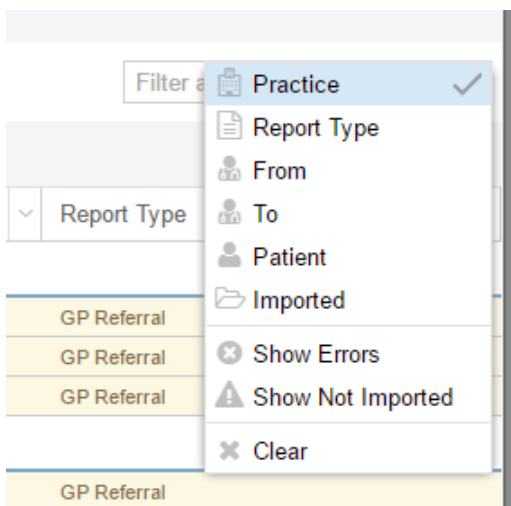 Filter a
Practice
Report Type
From
Report Type
To
Patient
Imported
GP Referral
GP Referral
Show Errors
GP Referral
Show Not Imported
Clear
GP Referral